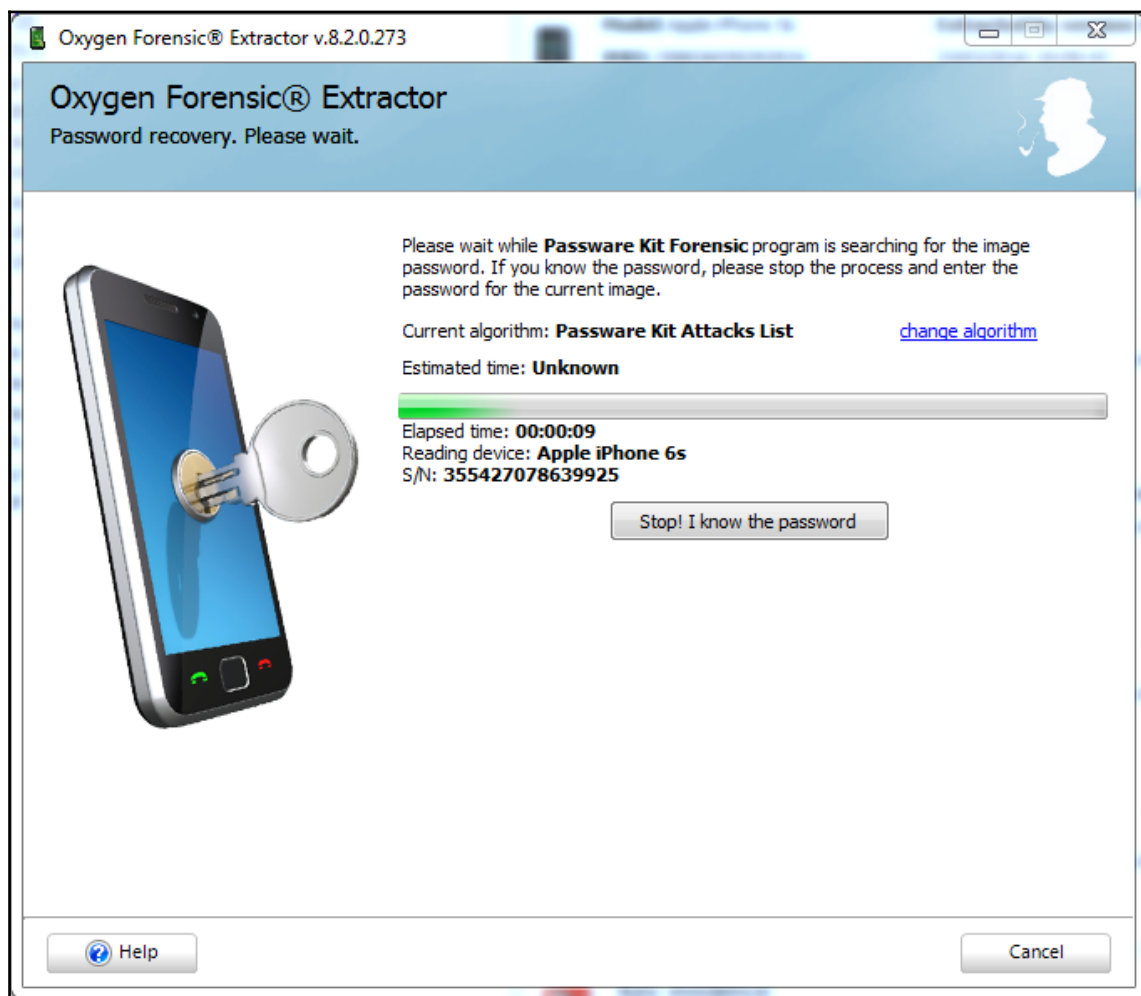 Oxygen Forensic® Extractor v.8.2.0.273
Oxygen Forensic® Extractor
Password recovery. Please wait.
Please wait while Passware Kit Forensic program is searching for the image
password. If you know the password, please stop the process and enter the
password for the current image.
Current algorithm: Passware Kit Attacks List change algorithm
Estimated time: Unknown
Elapsed time: 00:00:09
Reading device: Apple iPhone 6s
S/N: 355427078639925
Stop! I know the password
Help Cancel